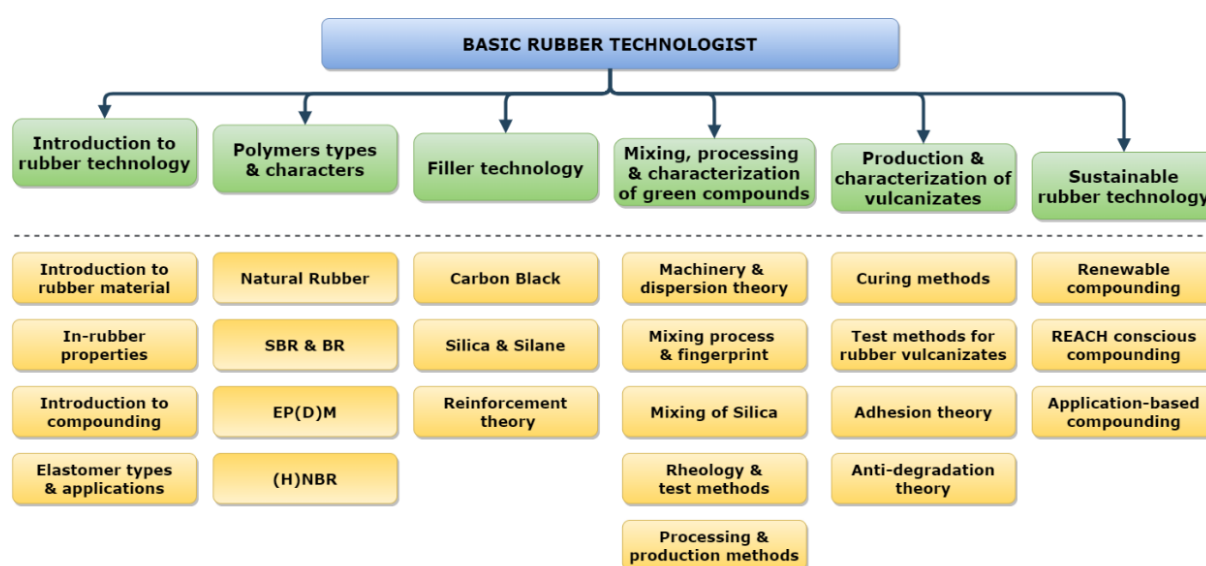 BASIC RUBBER TECHNOLOGIST
Introduction to
rubber technology
Polymers types
& characters
Filler technology
Mixing, processing
& characterization
of green compounds
Production &
characterization of
vulcanizates
Sustainable
rubber technology
Introduction to
rubber material
In-rubber
properties
Introduction to
compounding
Elastomer types
& applications
Natural Rubber
SBR & BR
EP(D)M
(H)NBR
Carbon Black
Silica & Silane
Reinforcement
theory
Machinery &
dispersion theory
Mixing process
& fingerprint
Mixing of Silica
Rheology &
test methods
Processing &
production methods
Curing methods
Test methods for
rubber vulcanizates
Adhesion theory
Anti-degradation
theory
Renewable
compounding
REACH conscious
compounding
Application-based
compounding